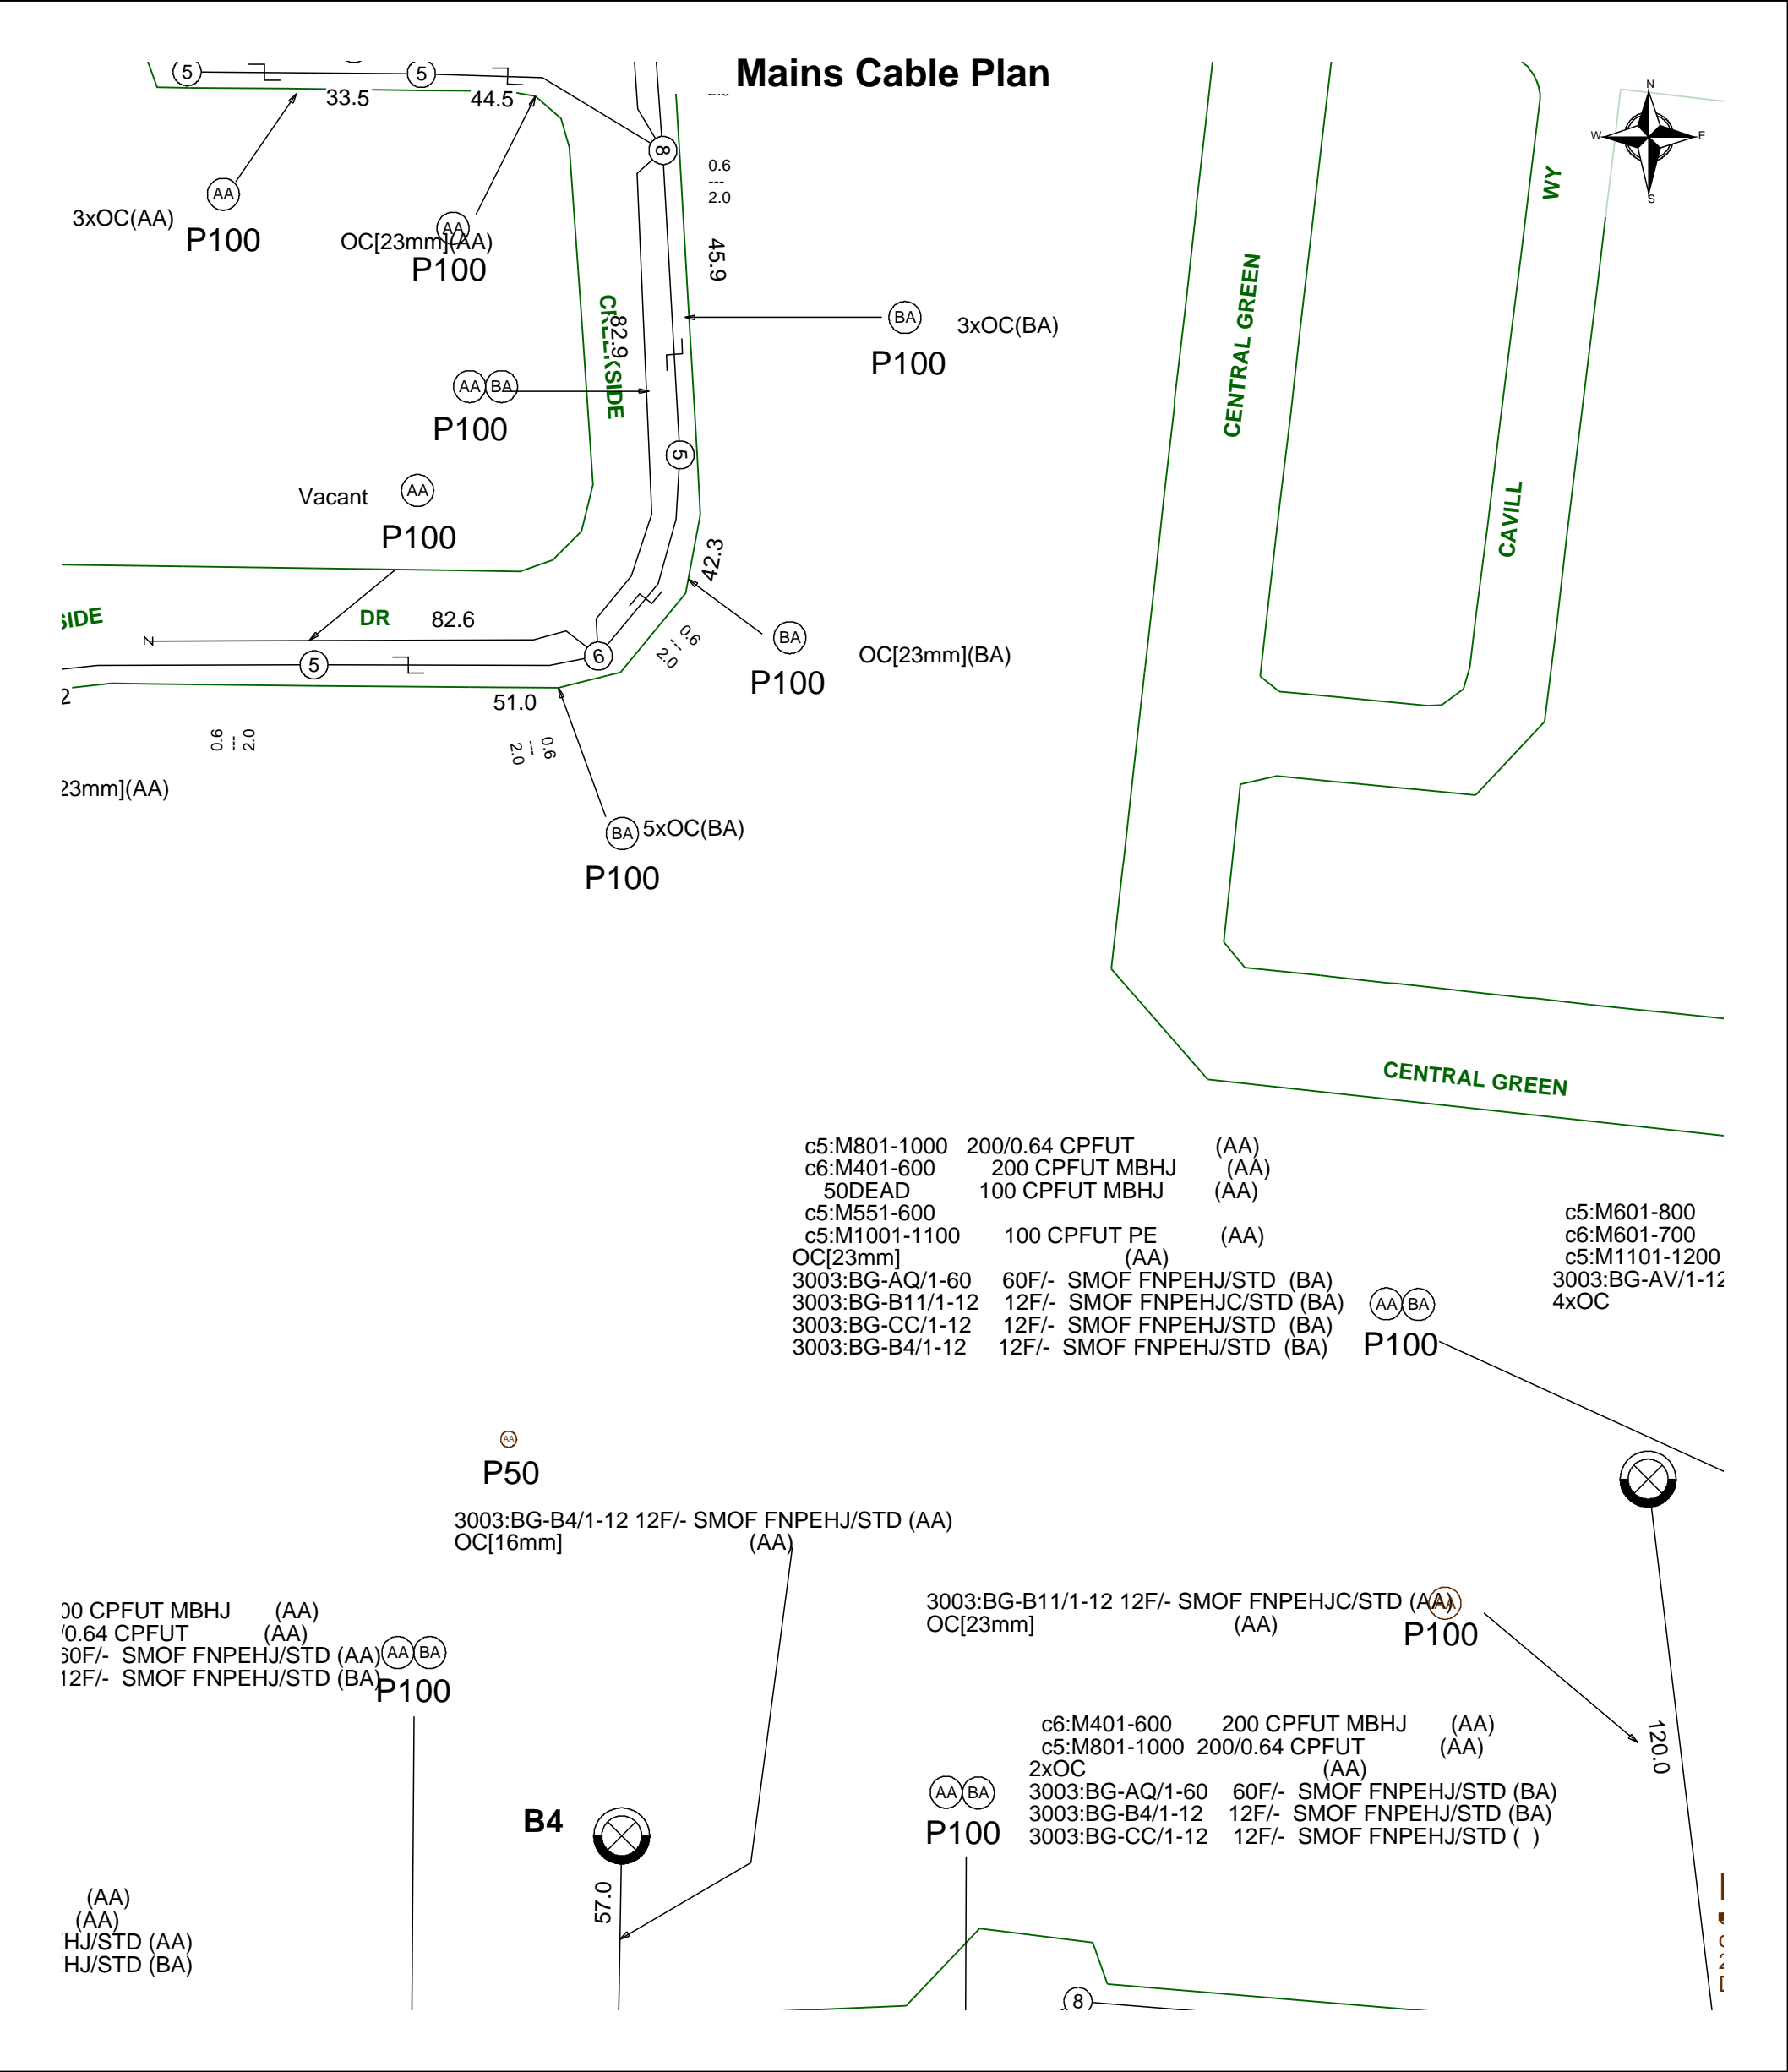 Mains Cable Plan
5
5
33.5
44.5
N
W
E
S
8
0.6
---
2.0
WY
AA
3xOC(AA)
P100
AA
OC[23mm](AA)
P100
45.9
CENTRAL GREEN
CREEKSIDE
82.9
BA
3xOC(BA)
P100
AA BA
P100
5
AA
Vacant
P100
CAVILL
42.3
SIDE
DR
82.6
BA
OC[23mm](BA)
P100
0.6
---
2.0
6
5
2
51.0
0.6
---
2.0
0.6
---
2.0
23mm](AA)
BA
5xOC(BA)
P100
CENTRAL GREEN
c5:M801-1000 200/0.64 CPFUT (AA)
c6:M401-600 200 CPFUT MBHJ (AA)
50DEAD 100 CPFUT MBHJ (AA)
c5:M551-600
c5:M1001-1100 100 CPFUT PE (AA)
OC[23mm] (AA)
3003:BG-AQ/1-60 60F/- SMOF FNPEHJ/STD (BA)
3003:BG-B11/1-12 12F/- SMOF FNPEHJC/STD (BA)
3003:BG-CC/1-12 12F/- SMOF FNPEHJ/STD (BA)
3003:BG-B4/1-12 12F/- SMOF FNPEHJ/STD (BA)
AA BA
P100
c5:M601-800
c6:M601-700
c5:M1101-1200
3003:BG-AV/1-12
4xOC
AA
P50
3003:BG-B4/1-12 12F/- SMOF FNPEHJ/STD (AA)
OC[16mm] (AA)
00 CPFUT MBHJ (AA)
/0.64 CPFUT (AA)
60F/- SMOF FNPEHJ/STD (AA)
12F/- SMOF FNPEHJ/STD (BA)
AA BA
P100
3003:BG-B11/1-12 12F/- SMOF FNPEHJC/STD (AA)
OC[23mm] (AA)
AA
P100
120.0
c6:M401-600 200 CPFUT MBHJ (AA)
c5:M801-1000 200/0.64 CPFUT (AA)
2xOC (AA)
3003:BG-AQ/1-60 60F/- SMOF FNPEHJ/STD (BA)
3003:BG-B4/1-12 12F/- SMOF FNPEHJ/STD (BA)
3003:BG-CC/1-12 12F/- SMOF FNPEHJ/STD ( )
AA BA
P100
B4
57.0
(AA)
(AA)
HJ/STD (AA)
HJ/STD (BA)
8